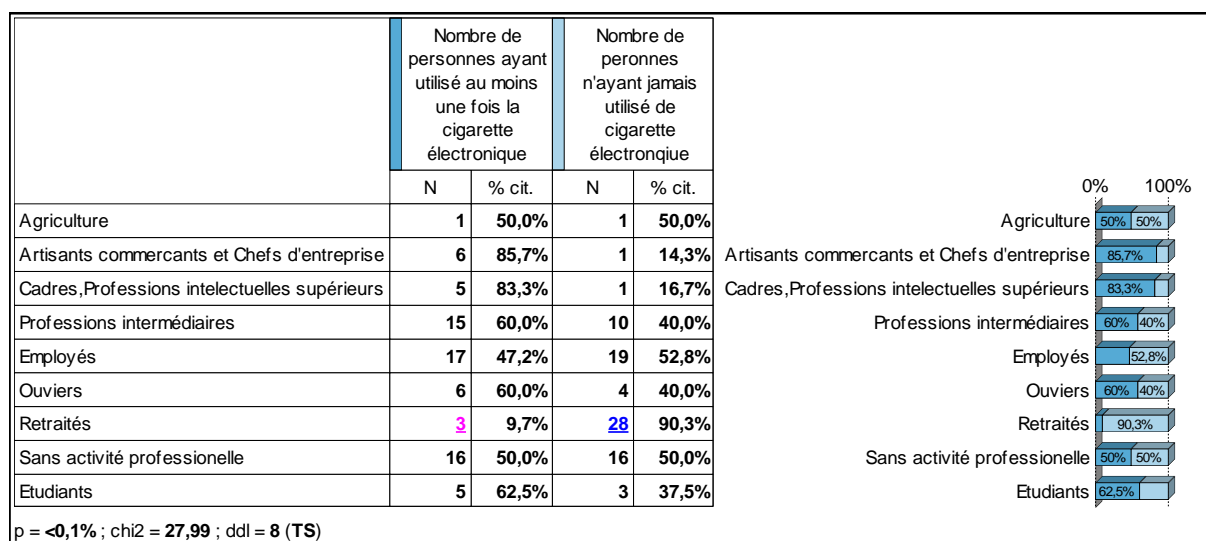 Nombre de
personnes ayant
utilisé au moins
une fois la
cigarette
électronique
Nombre de
peronnes
n'ayant jamais
utilisé de
cigarette
électronqiue
N % cit. N % cit.
Agriculture 1 50,0% 1 50,0%
Artisants commercants et Chefs d'entreprise 6 85,7% 1 14,3%
Cadres,Professions intelectuelles supérieurs 5 83,3% 1 16,7%
Professions intermédiaires 15 60,0% 10 40,0%
Employés 17 47,2% 19 52,8%
Ouviers 6 60,0% 4 40,0%
Retraités 3 9,7% 28 90,3%
Sans activité professionelle 16 50,0% 16 50,0%
Etudiants 5 62,5% 3 37,5%
p = <0,1% ; chi2 = 27,99 ; ddl = 8 (TS)
0% 100%
Agriculture 50% 50%
Artisants commercants et Chefs d'entreprise 85,7%
Cadres,Professions intelectuelles supérieurs 83,3%
Professions intermédiaires 60% 40%
Employés 52,8%
Ouviers 60% 40%
Retraités 90,3%
Sans activité professionelle 50% 50%
Etudiants 62,5%